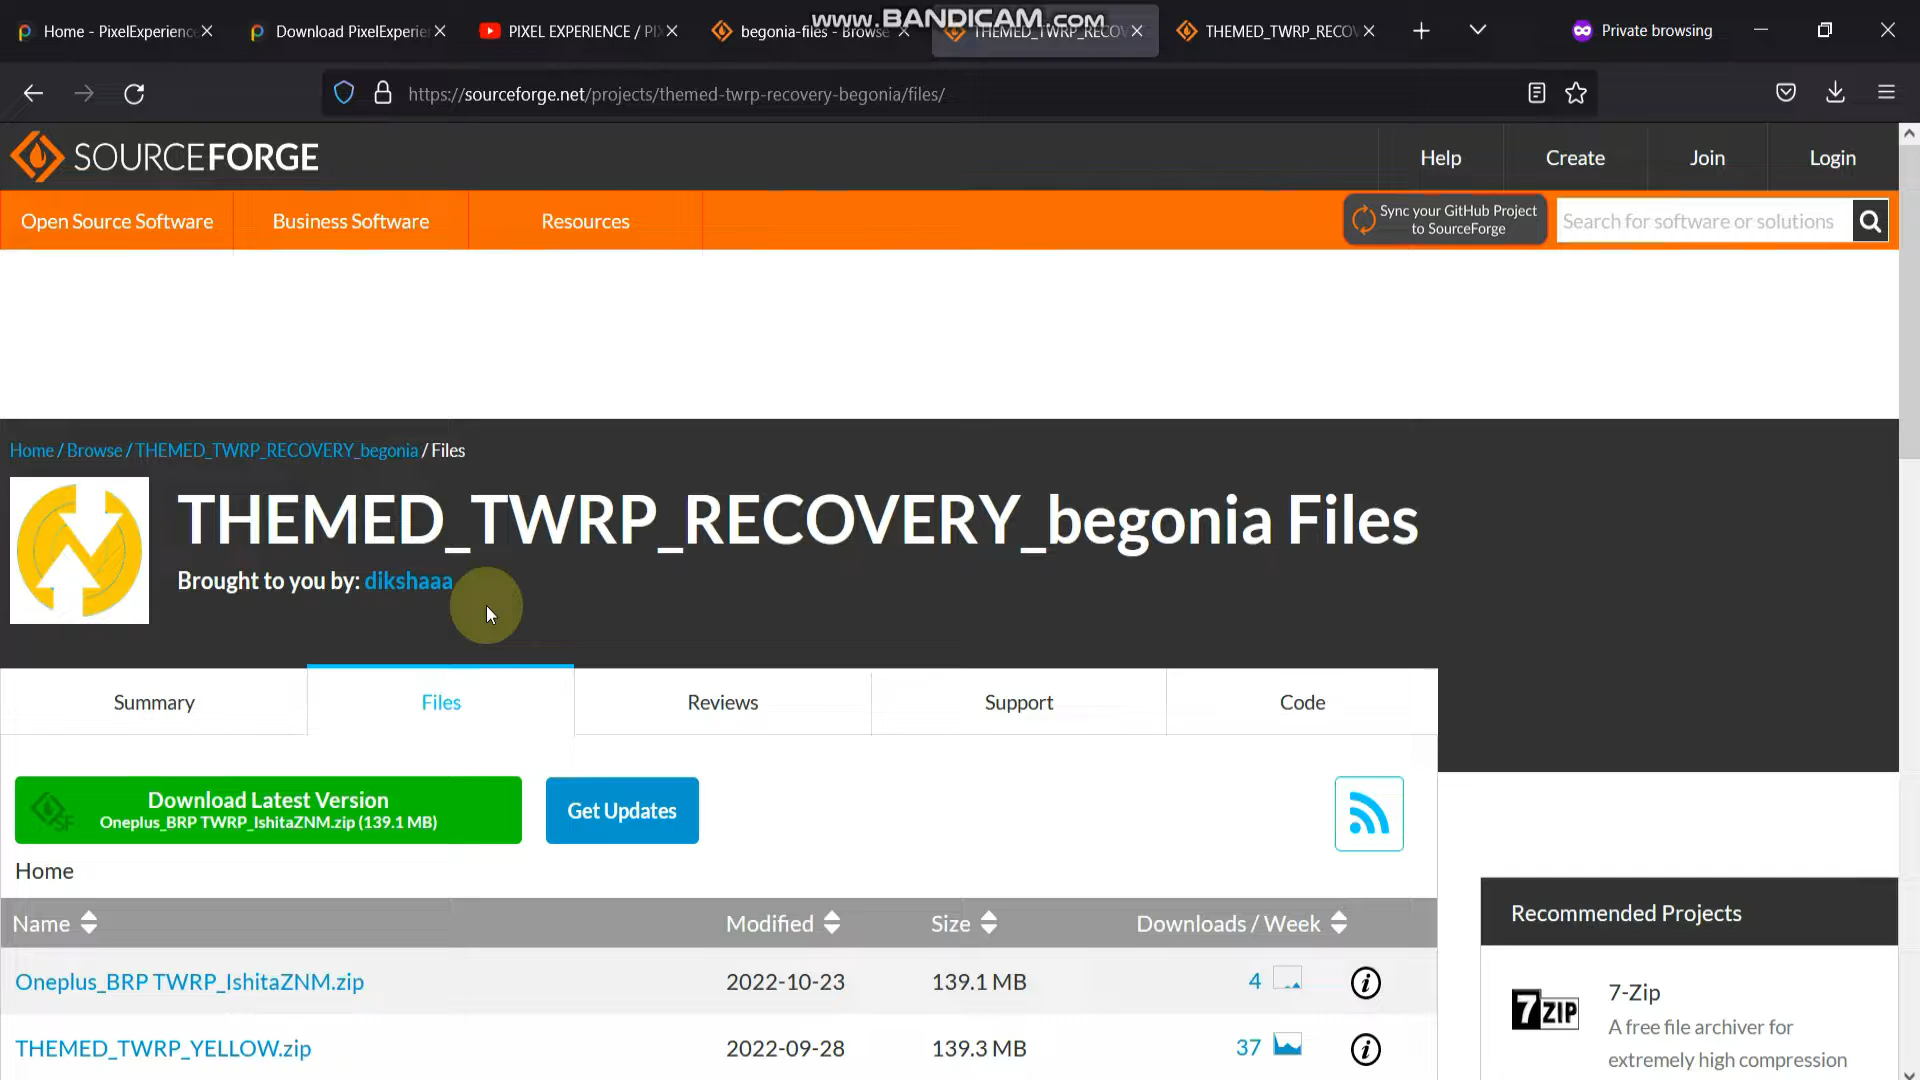 www.BANDICAM.com
Home - PixelExperience
Download PixelExperie
PIXEL EXPERIENCE / PI
begonia-files - Browse
THEMED_TWRP_RECOV
THEMED_TWRP_RECOV
Private browsing
https://sourceforge.net/projects/themed-twrp-recovery-begonia/files/
SOURCEFORGE
Help
Create
Join
Login
Open Source Software
Business Software
Resources
Sync your GitHub Project
to SourceForge
Search for software or solutions
Home / Browse / THEMED_TWRP_RECOVERY_begonia / Files
THEMED_TWRP_RECOVERY_begonia Files
Brought to you by: dikshaaa
Summary
Files
Reviews
Support
Code
Download Latest Version
Oneplus_BRP TWRP_IshitaZNM.zip (139.1 MB)
Get Updates
Home
Name
Modified
Size
Downloads / Week
Oneplus_BRP TWRP_IshitaZNM.zip
2022-10-23
139.1 MB
4
THEMED_TWRP_YELLOW.zip
2022-09-28
139.3 MB
37
Recommended Projects
7ZIP
7-Zip
A free file archiver for
extremely high compression